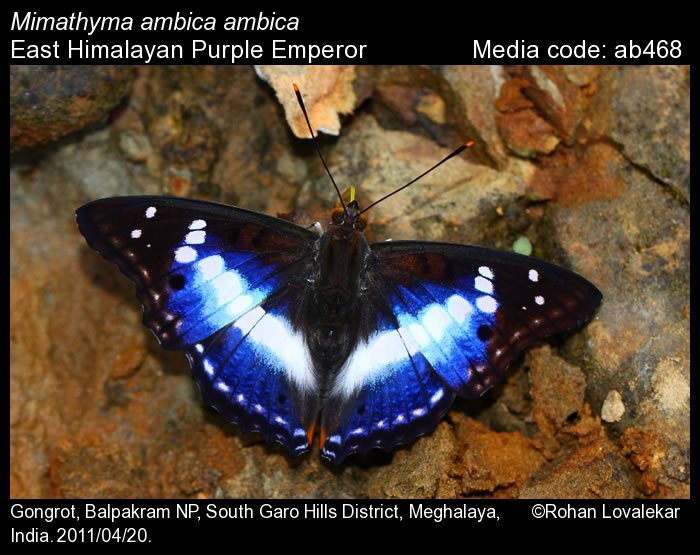 Mimathyma ambica ambica
East Himalayan Purple Emperor
Media code: ab468
Gongrot, Balpakram NP, South Garo Hills District, Meghalaya,
India. 2011/04/20.
©Rohan Lovalekar